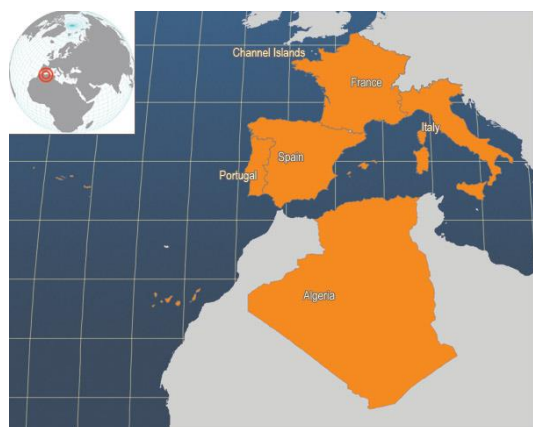 Channel Islands
France
Italy
Spain
Portugal
Algeria